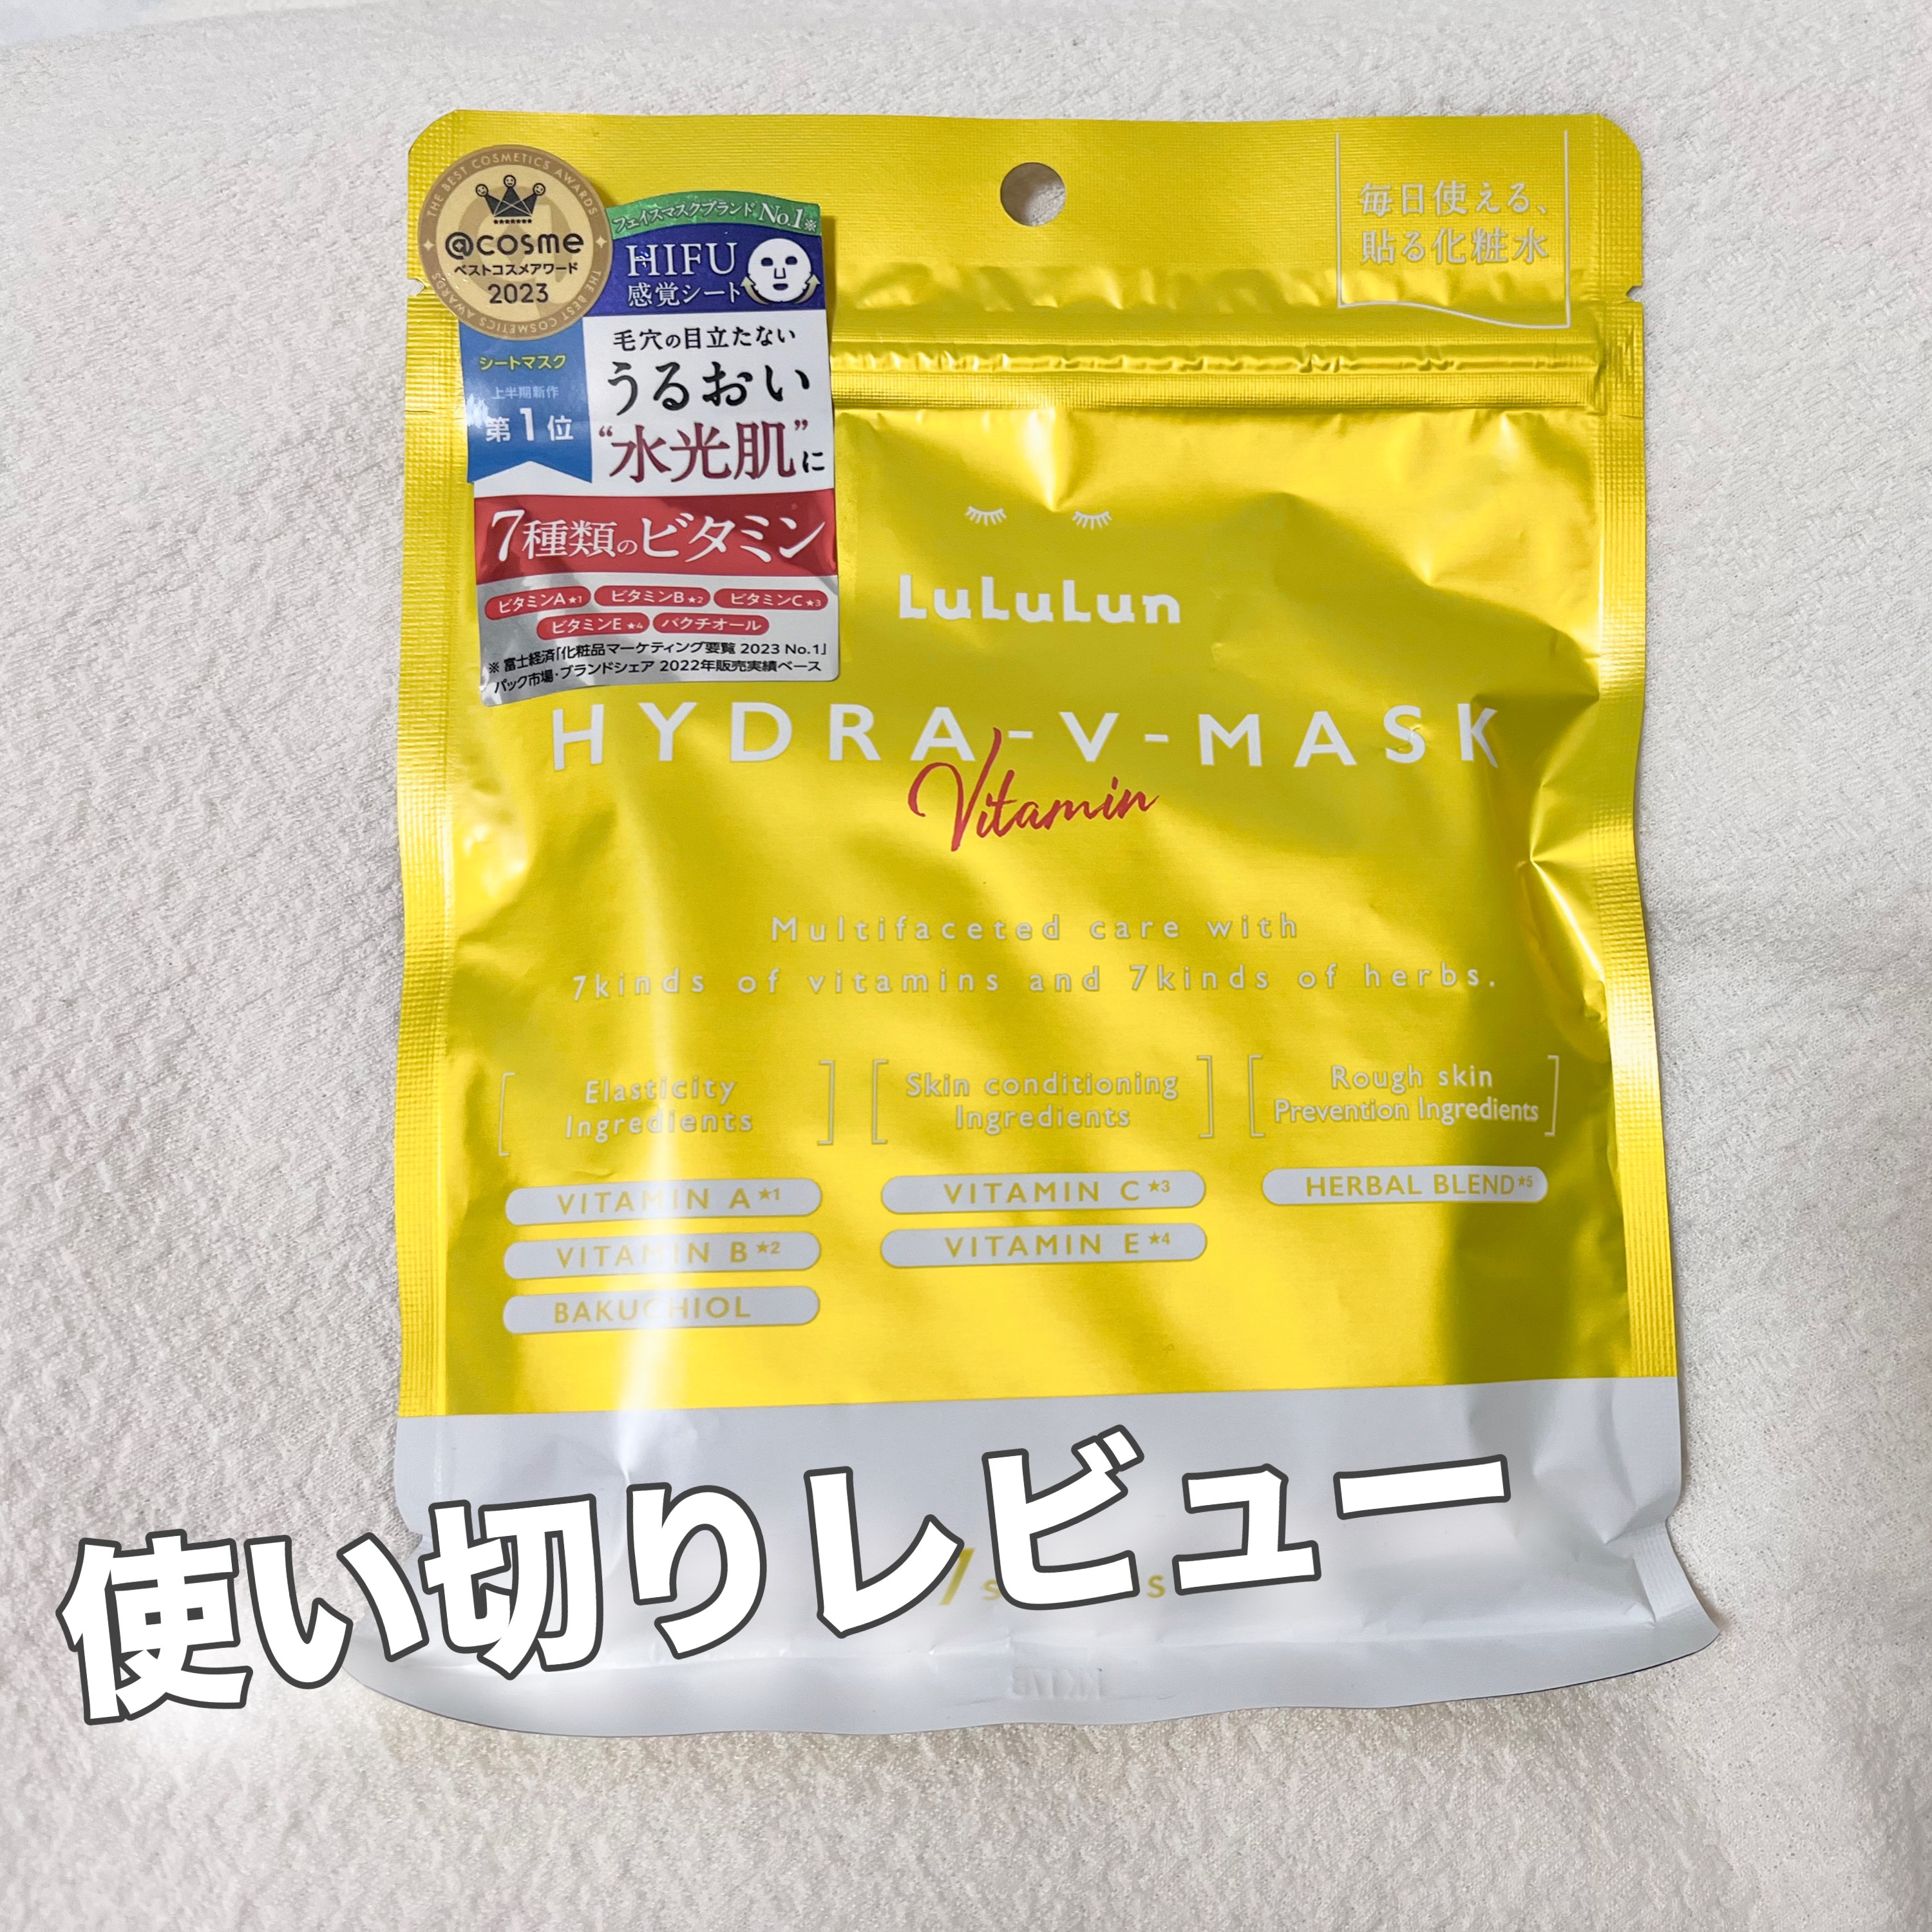 THE BEST COSMETICS AWARDS
@cosme
ベストコスメアワード
2023
THE BEST COSMETICS AWARDS
シートマスク
上半期新作
第1位
フェイスマスクブランド No.1※
HIFU
感覚シート
毛穴の目立たない
うるおい
“水光肌”に
7種類のビタミン
ビタミンA★1 ビタミンB★2 ビタミンC★3
ビタミンE★4 バクチオール
※ 富士経済「化粧品マーケティング要覧 2023 No.1」
パック市場・ブランドシェア 2022年販売実績ベース
毎日使える、
貼る化粧水
LuLuLun
HYDRA-V-MASK
Vitamin
Multifaceted care with
7kinds of vitamins and 7kinds of herbs.
Elasticity
Ingredients
VITAMIN A★1
VITAMIN B★2
BAKUCHIOL
Skin conditioning
Ingredients
VITAMIN C★3
VITAMIN E★4
Rough skin
Prevention Ingredients
HERBAL BLEND★5
使い切りレビュー
7